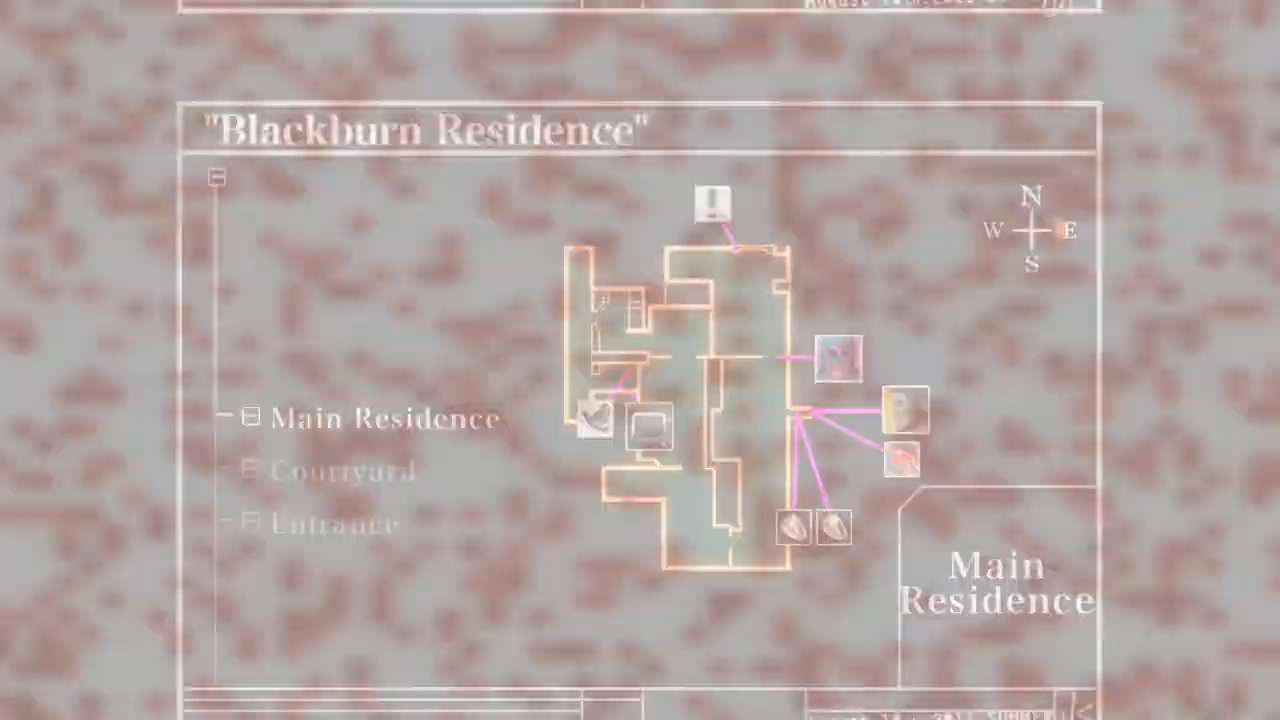 "Blackburn Residence"
N
W E
S
Main Residence
Courtyard
Entrance
Main
Residence